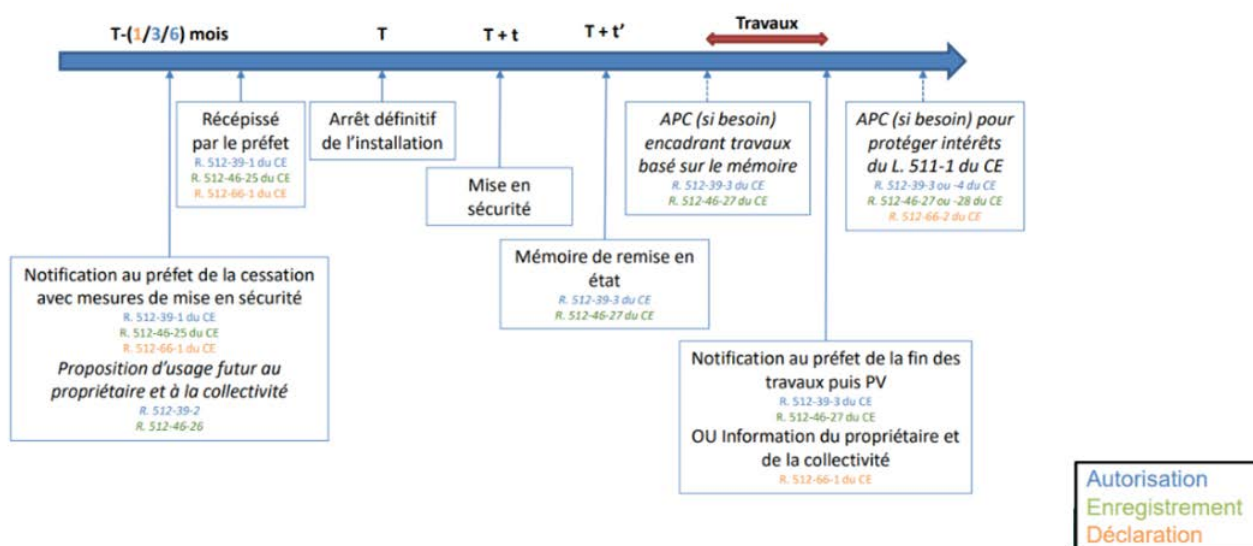 T-(1/3/6) mois
T
T + t
T + t’
Travaux
Récépissé
par le préfet
R. 512-39-1 du CE
R. 512-46-25 du CE
R. 512-66-1 du CE
Arrêt définitif
de l’installation
Mise en
sécurité
APC (si besoin)
encadrant travaux
basé sur le mémoire
R. 512-39-3 du CE
R. 512-46-27 du CE
APC (si besoin) pour
protéger intérêts
du L. 511-1 du CE
R. 512-39-3 ou -4 du CE
R. 512-46-27 ou -28 du CE
R. 512-66-2 du CE
Notification au préfet de la cessation
avec mesures de mise en sécurité
R. 512-39-1 du CE
R. 512-46-25 du CE
R. 512-66-1 du CE
Proposition d’usage futur au
propriétaire et à la collectivité
R. 512-39-2
R. 512-46-26
Mémoire de remise en
état
R. 512-39-3 du CE
R. 512-46-27 du CE
Notification au préfet de la fin des
travaux puis PV
R. 512-39-3 du CE
R. 512-46-27 du CE
OU Information du propriétaire et
de la collectivité
R. 512-66-1 du CE
Autorisation
Enregistrement
Déclaration